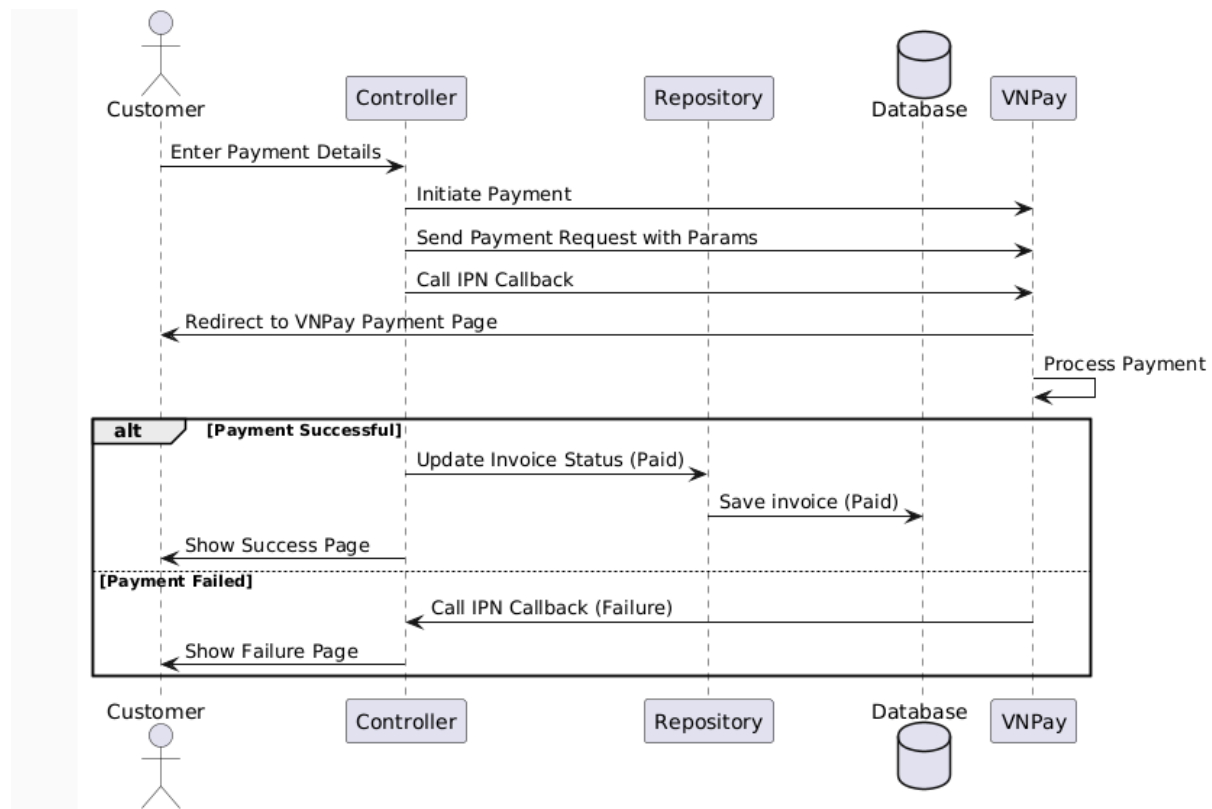 Customer
Controller
Repository
Database
VNPay
Enter Payment Details
Initiate Payment
Send Payment Request with Params
Call IPN Callback
Redirect to VNPay Payment Page
Process Payment
alt [Payment Successful]
Update Invoice Status (Paid)
Save invoice (Paid)
Show Success Page
[Payment Failed]
Call IPN Callback (Failure)
Show Failure Page
Customer
Controller
Repository
Database
VNPay